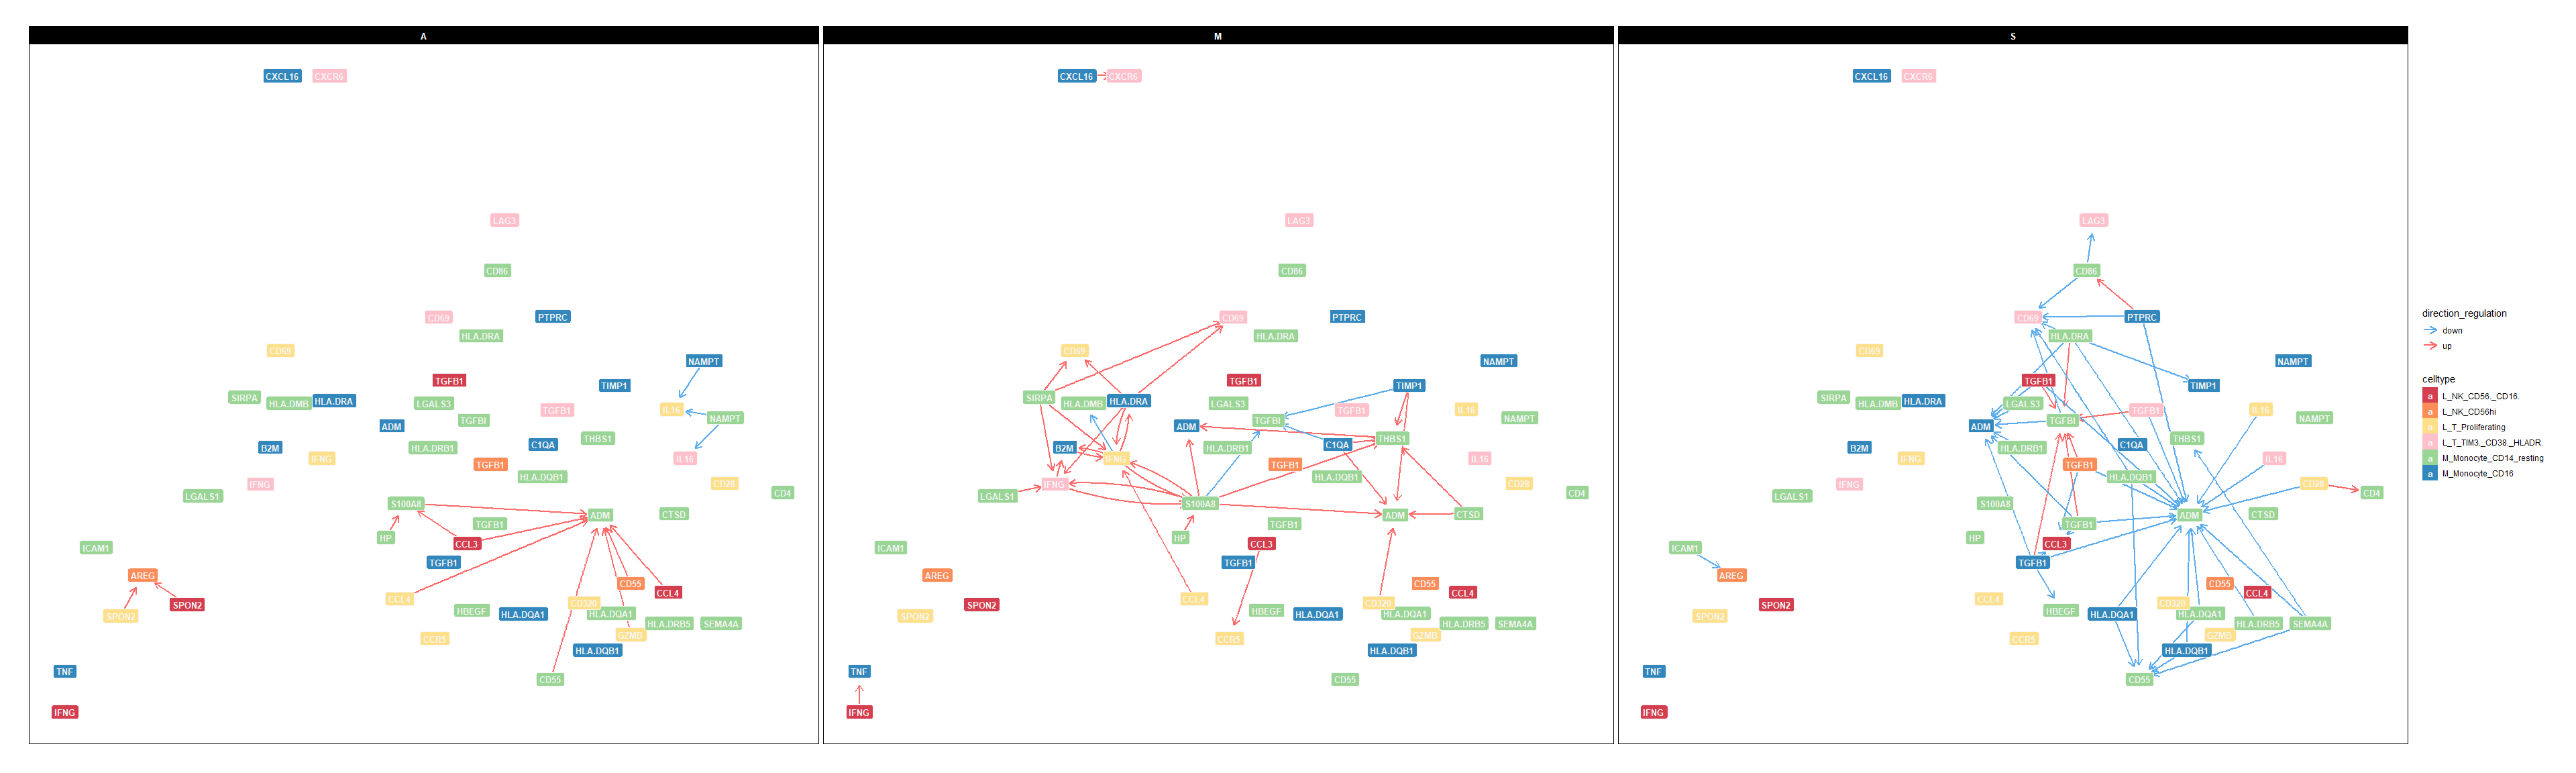 A
CXCL16 CXCR6
LAG3
CD86
CD69 PTPRC
HLA.DRA
CD69
NAMPT
TGFB1 TIMP1
SIRPA HLA.DMB HLA.DRA LGALS3 TGFB1 IL16
ADM TGFBI NAMPT
B2M HLA.DRB1 C1QA THBS1
IFNG TGFB1 IL16
IFNG HLA.DQB1 CD28
LGALS1 S100A8 CD4
HP TGFB1 ADM CTSD
ICAM1 CCL3
AREG TGFB1 CD55
SPON2 SPON2 CCL4 CD320 CCL4
HBEGF HLA.DQA1 HLA.DQA1 HLA.DRB5 SEMA4A
CCR5 GZMB
HLA.DQB1
TNF CD55
IFNG
M
CXCL16 CXCR6
LAG3
CD86
CD69 PTPRC
HLA.DRA
CD69
NAMPT
TGFB1 TIMP1
SIRPA HLA.DMB HLA.DRA LGALS3 TGFB1 IL16
ADM TGFBI NAMPT
B2M HLA.DRB1 C1QA THBS1
IFNG TGFB1 IL16
IFNG HLA.DQB1 CD28
LGALS1 S100A8 CD4
HP TGFB1 ADM CTSD
ICAM1 CCL3
AREG TGFB1 CD55
SPON2 SPON2 CCL4 CD320 CCL4
HBEGF HLA.DQA1 HLA.DQA1 HLA.DRB5 SEMA4A
CCR5 GZMB
HLA.DQB1
TNF CD55
IFNG
S
CXCL16 CXCR6
LAG3
CD86
CD69 PTPRC
HLA.DRA
CD69
NAMPT
TGFB1 TIMP1
SIRPA HLA.DMB HLA.DRA LGALS3 TGFB1 IL16
ADM TGFBI NAMPT
B2M HLA.DRB1 C1QA THBS1
IFNG TGFB1 IL16
IFNG HLA.DQB1 CD28
LGALS1 S100A8 CD4
HP TGFB1 ADM CTSD
ICAM1 CCL3
AREG TGFB1 CD55
SPON2 SPON2 CCL4 CD320 CCL4
HBEGF HLA.DQA1 HLA.DQA1 HLA.DRB5 SEMA4A
CCR5 GZMB
HLA.DQB1
TNF CD55
IFNG
direction_regulation
down
up
celltype
a L_NK_CD56._CD16.
a L_NK_CD56hi
a L_T_Proliferating
a L_T_TIM3._CD38._HLADR.
a M_Monocyte_CD14_resting
a M_Monocyte_CD16